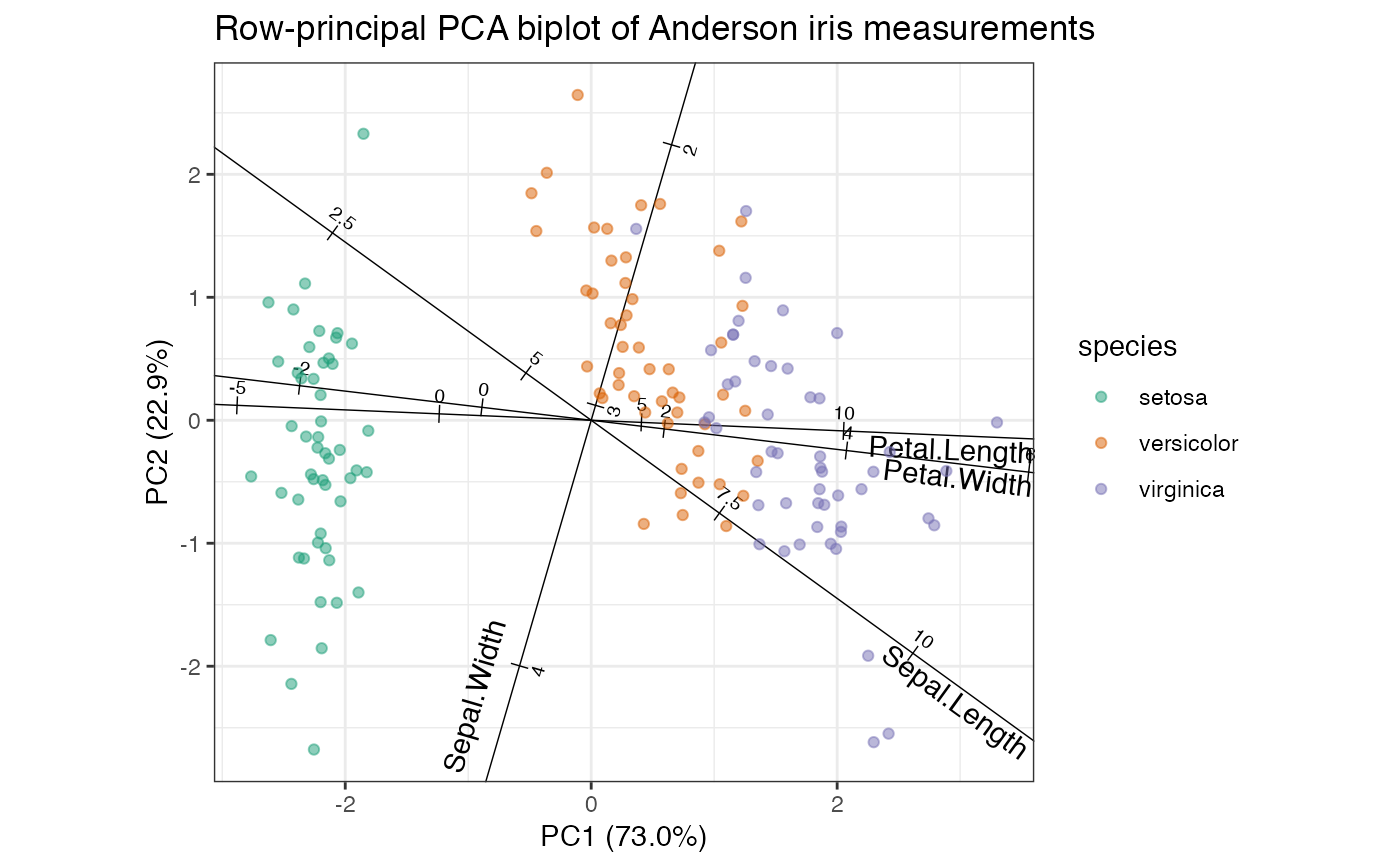 Row-principal PCA biplot of Anderson iris measurements
2
2.5
5
-2
-5
0
0
3
5
2
10
4
6
7.5
10
4
Petal.Length
Petal.Width
Sepal.Length
Sepal.Width
2
1
0
-1
-2
PC2 (22.9%)
-2
0
2
PC1 (73.0%)
species
setosa
versicolor
virginica